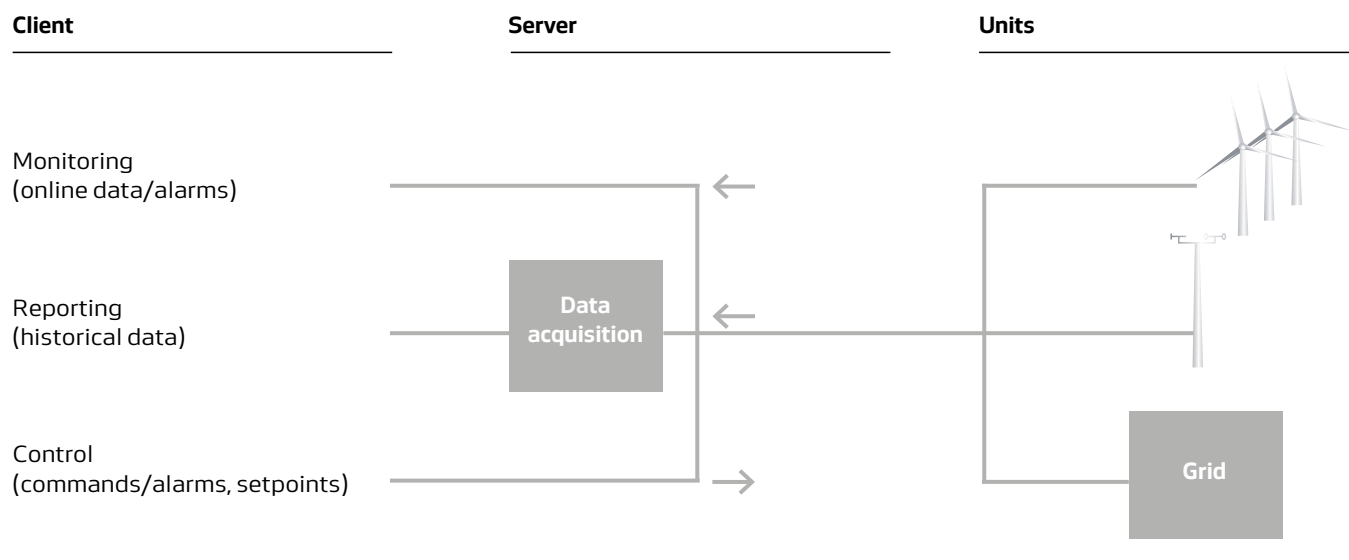 Client
Server
Units
Monitoring
(online data/alarms)
Reporting
(historical data)
Data
acquisition
Control
(commands/alarms, setpoints)
Grid